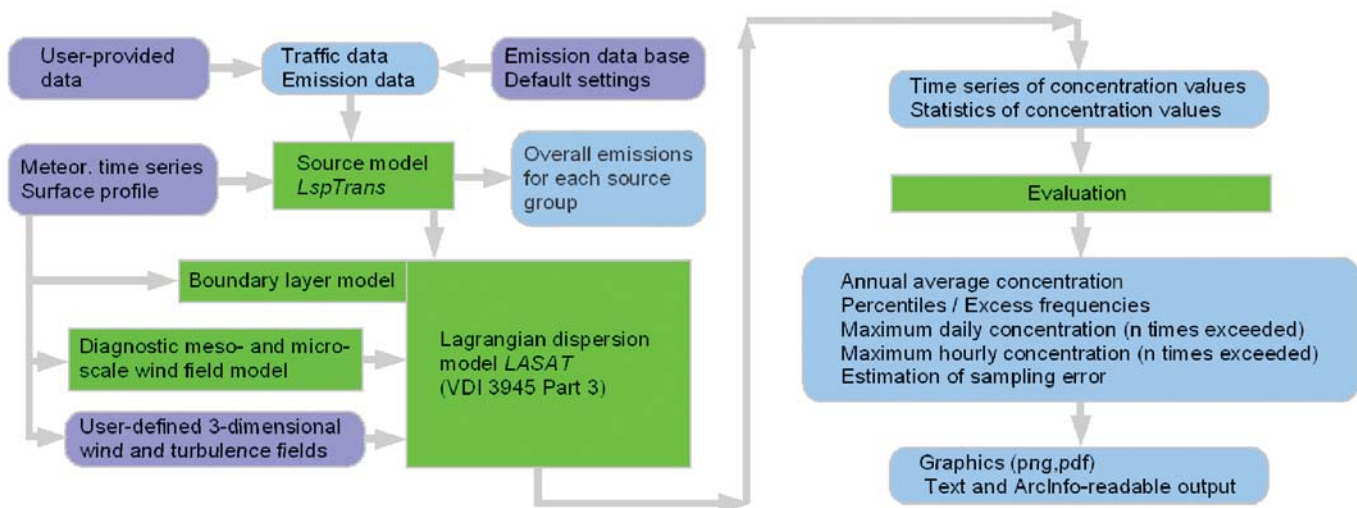 User-provided
data
Traffic data
Emission data
Emission data base
Default settings
Meteor. time series
Surface profile
Source model
LspTrans
Overall emissions
for each source
group
Boundary layer model
Diagnostic meso- and micro-
scale wind field model
User-defined 3-dimensional
wind and turbulence fields
Lagrangian dispersion
model LASAT
(VDI 3945 Part 3)
Time series of concentration values
Statistics of concentration values
Evaluation
Annual average concentration
Percentiles / Excess frequencies
Maximum daily concentration (n times exceeded)
Maximum hourly concentration (n times exceeded)
Estimation of sampling error
Graphics (png,pdf)
Text and ArcInfo-readable output